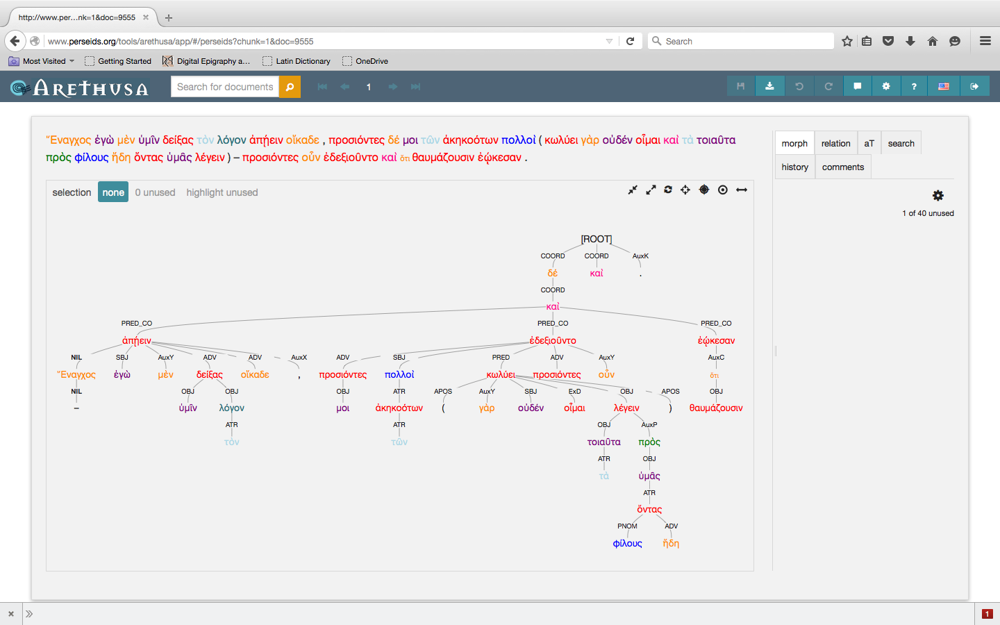 http://www.per...nk=1&doc=9555
www.perseids.org/tools/arethusa/app/#/perseids?chunk=1&doc=9555
Search
Most Visited
Getting Started
Digital Epigraphy a...
Latin Dictionary
OneDrive
ARETHUSA
Search for documents
1
Ἔναγχος ἐγὼ μὲν ὑμῖν δείξας τὸν λόγον ἀπῄειν οἴκαδε , προσιόντες δέ μοι τῶν ἀκηκοότων πολλοὶ ( κωλύει γὰρ οὐδέν οἶμαι καὶ τὰ τοιαῦτα
πρὸς φίλους ἤδη ὄντας ὑμᾶς λέγειν ) – προσιόντες οὖν ἐδεξιοῦντο καὶ ὅτι θαυμάζουσιν ἐῴκεσαν .
morph relation aT search
history comments
1 of 40 unused
selection none 0 unused highlight unused
[ROOT]
COORD COORD AuxK
δέ καὶ .
COORD
καὶ
PRED_CO PRED_CO PRED_CO
ἀπῄειν ἐδεξιοῦντο ἐῴκεσαν
NIL SBJ AuxY ADV ADV AuxX ADV SBJ PRED ADV AuxY AuxC
Ἔναγχος ἐγὼ μὲν δείξας οἴκαδε , προσιόντες πολλοὶ κωλύει προσιόντες οὖν ὅτι
NIL OBJ OBJ OBJ ATR APOS AuxY SBJ ExD OBJ APOS OBJ
– ὑμῖν λόγον μοι ἀκηκοότων ( γὰρ οὐδέν οἶμαι λέγειν ) θαυμάζουσιν
ATR ATR OBJ AuxP
τὸν τῶν τοιαῦτα πρὸς
ATR OBJ
τὰ ὑμᾶς
ATR
ὄντας
PNOM ADV
φίλους ἤδη
1